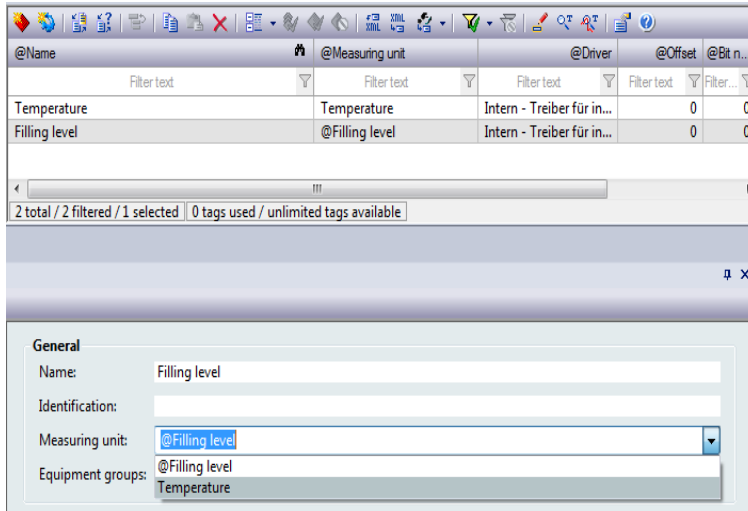 @Name @Measuring unit @Driver @Offset @Bit n...
Filter text Filter text Filter text Filter text Filter...
Temperature Temperature Intern - Treiber für in... 0 0
Filling level @Filling level Intern - Treiber für in... 0 0
2 total / 2 filtered / 1 selected 0 tags used / unlimited tags available
General
Name: Filling level
Identification:
Measuring unit: @Filling level
@Filling level
Equipment groups:
Temperature